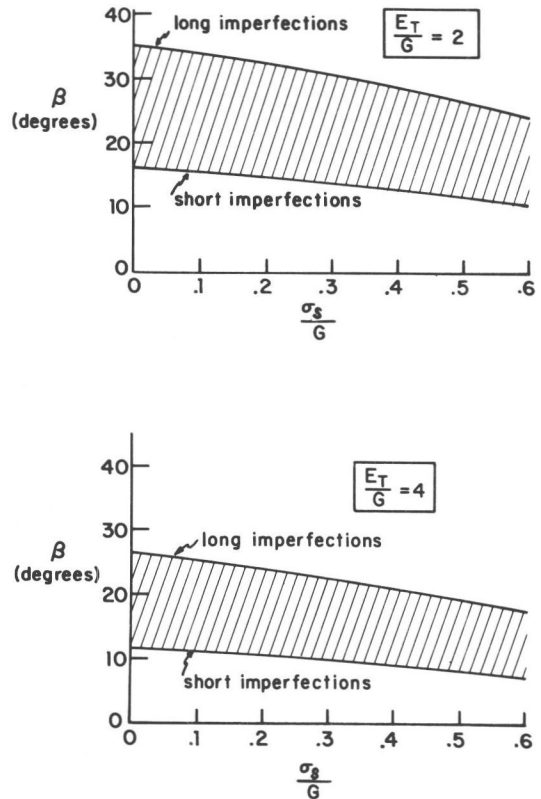 long imperfections
E_T/G = 2
40
30
β
(degrees)
20
short imperfections
10
0
0 .1 .2 .3 .4 .5 .6
σ_s/G
E_T/G = 4
40
30
long imperfections
β
(degrees)
20
10
short imperfections
0
0 .1 .2 .3 .4 .5 .6
σ_s/G